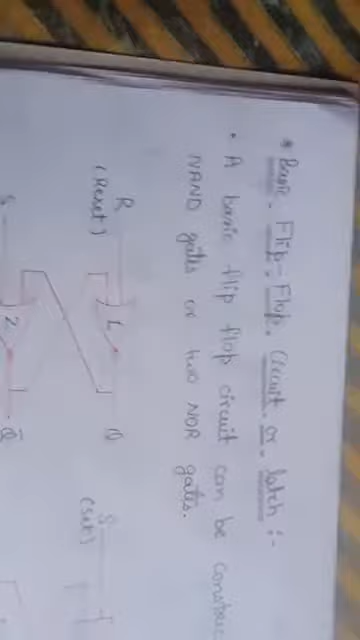 * Basic Flip-Flop Circuit or latch :-
• A basic flip flop circuit can be construc
NAND gates or two NOR gates.
R
(Reset)
1
Q
S
(Set)
S
2
Q̄